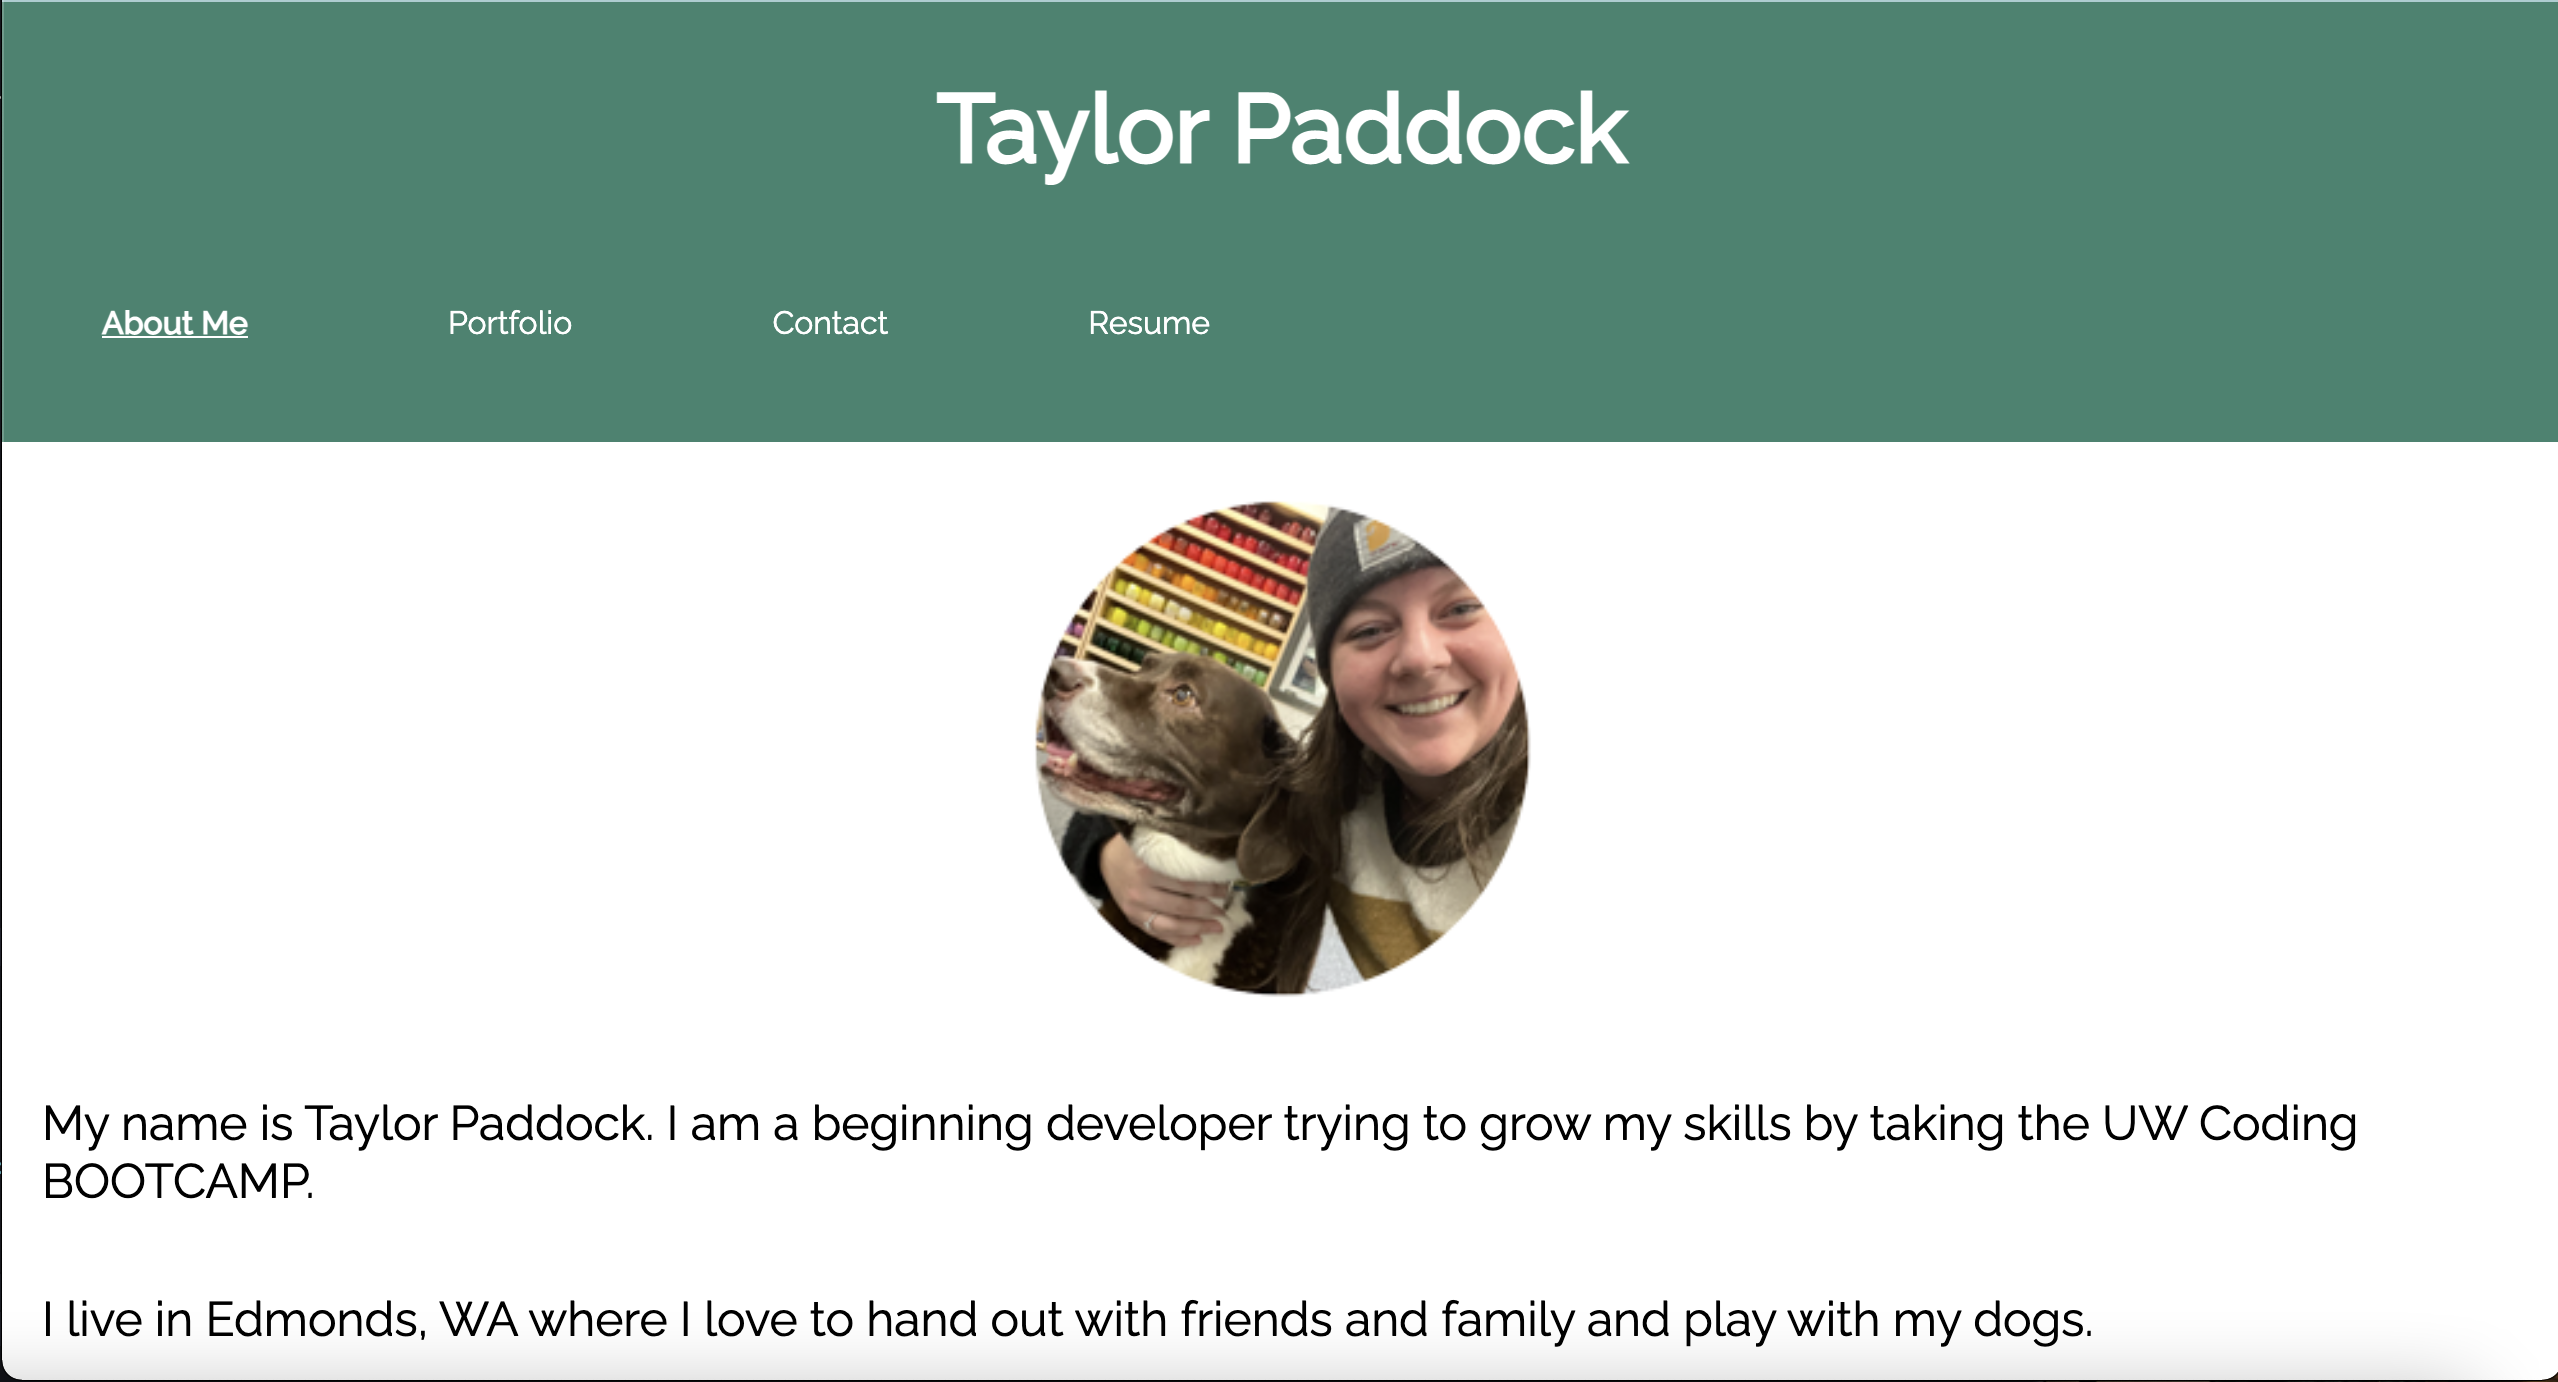 Taylor Paddock
About Me Portfolio Contact Resume
My name is Taylor Paddock. I am a beginning developer trying to grow my skills by taking the UW Coding
BOOTCAMP.
I live in Edmonds, WA where I love to hand out with friends and family and play with my dogs.